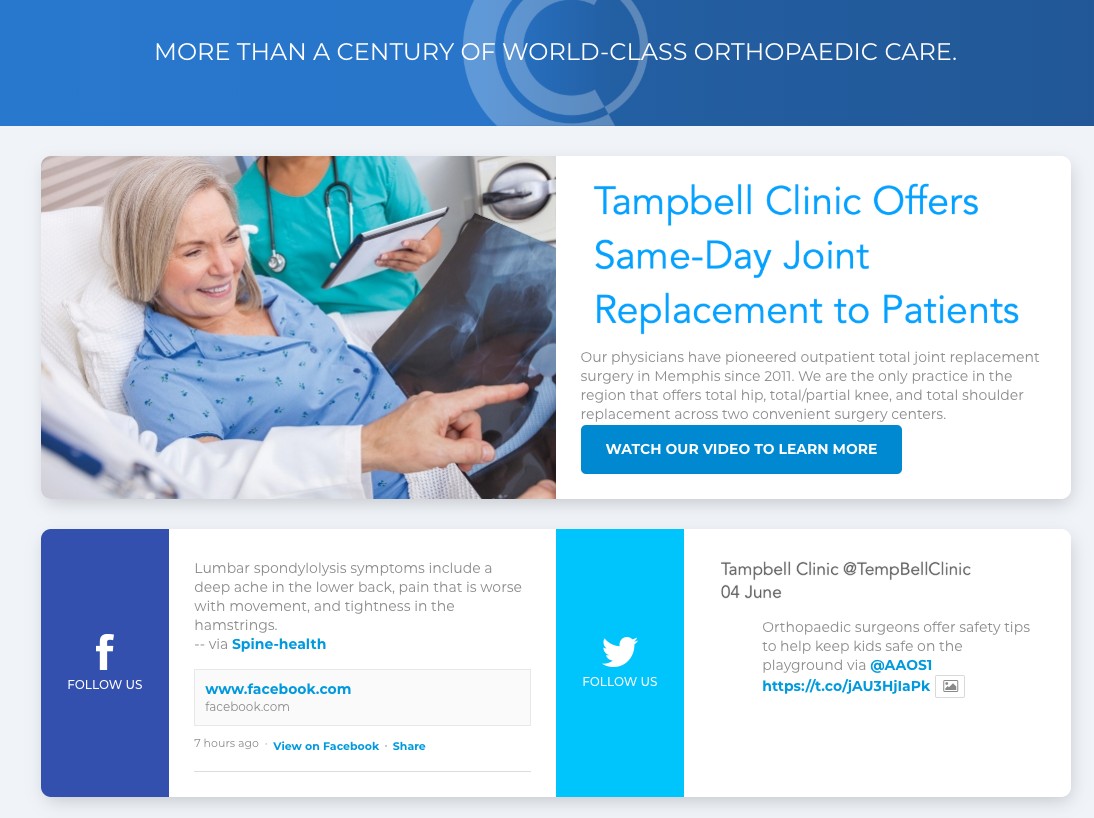 MORE THAN A CENTURY OF WORLD-CLASS ORTHOPAEDIC CARE.
Tampbell Clinic Offers
Same-Day Joint
Replacement to Patients
Our physicians have pioneered outpatient total joint replacement
surgery in Memphis since 2011. We are the only practice in the
region that offers total hip, total/partial knee, and total shoulder
replacement across two convenient surgery centers.
WATCH OUR VIDEO TO LEARN MORE
FOLLOW US
Lumbar spondylolysis symptoms include a
deep ache in the lower back, pain that is worse
with movement, and tightness in the
hamstrings.
-- via Spine-health
www.facebook.com
facebook.com
7 hours ago · View on Facebook · Share
FOLLOW US
Tampbell Clinic @TempBellClinic
04 June
Orthopaedic surgeons offer safety tips
to help keep kids safe on the
playground via @AAOS1
https://t.co/jAU3HjIaPk